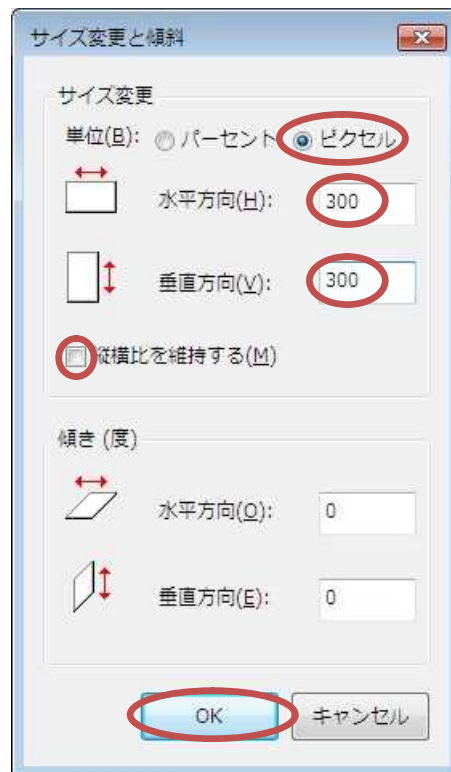 サイズ変更と傾斜
サイズ変更
単位(B): パーセント ピクセル
水平方向(H): 300
垂直方向(V): 300
縦横比を維持する(M)
傾き (度)
水平方向(O): 0
垂直方向(E): 0
OK キャンセル